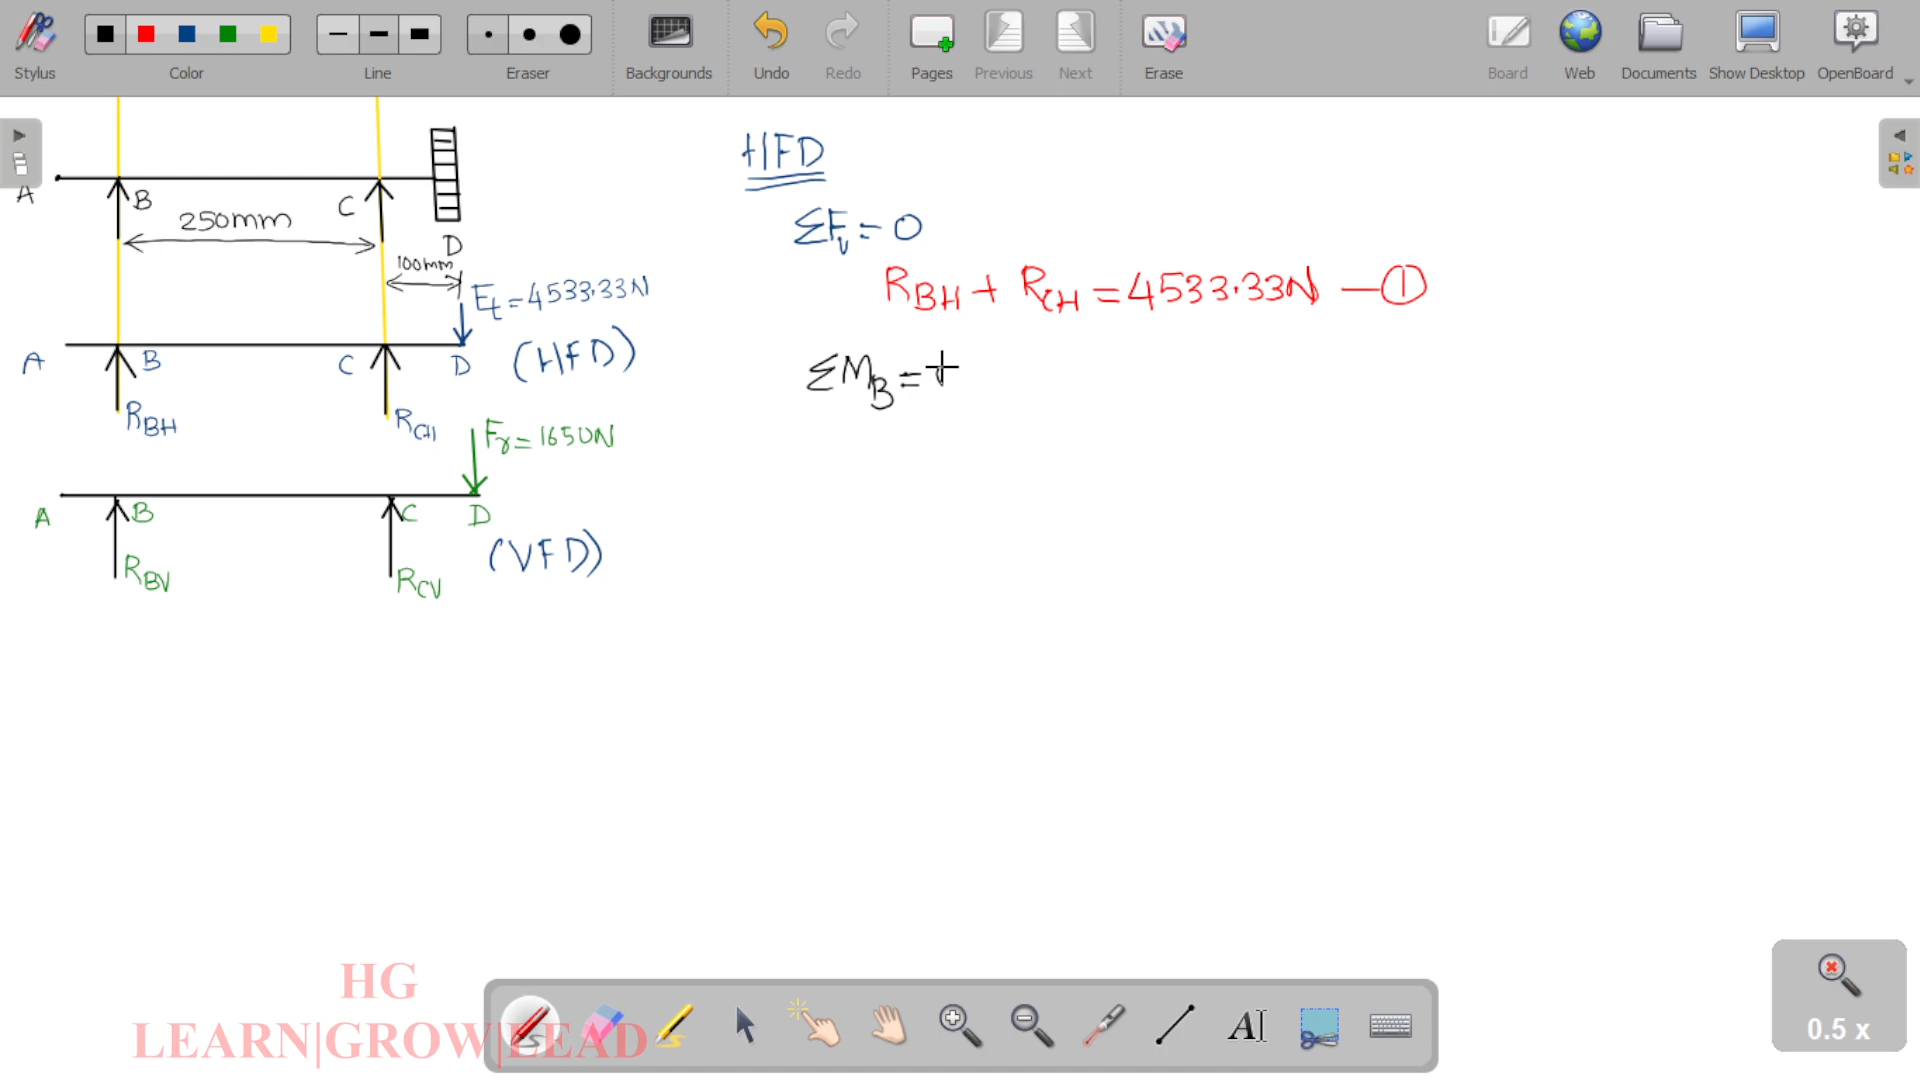 Stylus
Color
Line
Eraser
Backgrounds
Undo
Redo
Pages
Previous
Next
Erase
Board
Web
Documents
Show Desktop
OpenBoard
A
B
C
D
250mm
100mm
Ft = 4533.33N
A
B
C
D
(HFD)
RBH
RCH
Fr = 1650N
A
B
C
D
(VFD)
RBV
RCV
HFD
ΣFv = 0
RBH + RCH = 4533.33N — ①
ΣMB =
HG
LEARN|GROW|LEAD
0.5 x